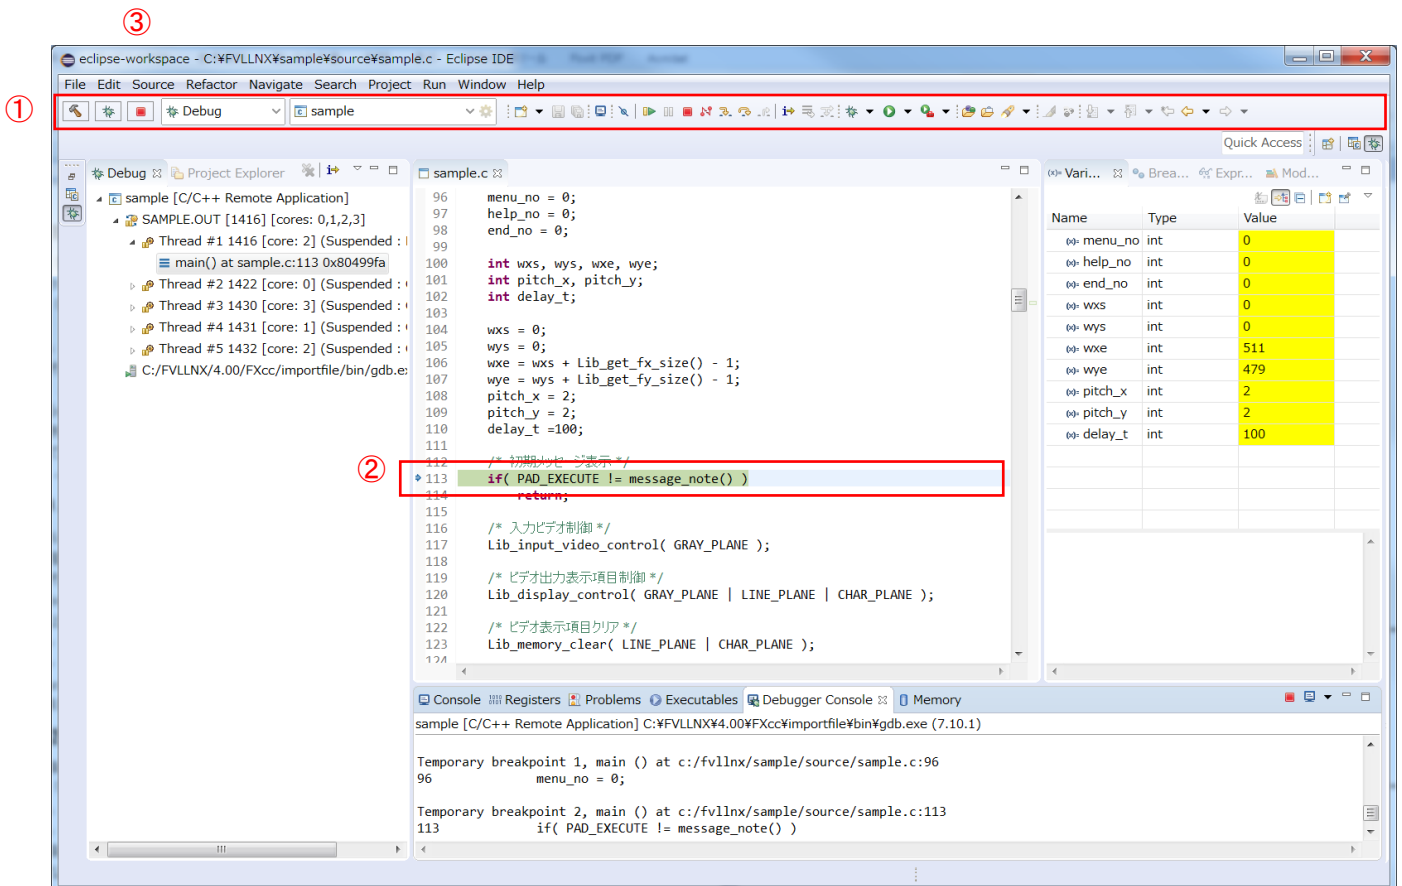 ③
eclipse-workspace - C:¥FVLLNX¥sample¥source¥sample.c - Eclipse IDE
File Edit Source Refactor Navigate Search Project Run Window Help
①
Debug
sample
Quick Access
Debug
Project Explorer
sample [C/C++ Remote Application]
SAMPLE.OUT [1416] [cores: 0,1,2,3]
Thread #1 1416 [core: 2] (Suspended :
main() at sample.c:113 0x80499fa
Thread #2 1422 [core: 0] (Suspended :
Thread #3 1430 [core: 3] (Suspended :
Thread #4 1431 [core: 1] (Suspended :
Thread #5 1432 [core: 2] (Suspended :
C:/FVLLNX/4.00/FXcc/importfile/bin/gdb.e
sample.c
96 menu_no = 0;
97 help_no = 0;
98 end_no = 0;
99
100 int wxs, wys, wxe, wye;
101 int pitch_x, pitch_y;
102 int delay_t;
103
104 wxs = 0;
105 wys = 0;
106 wxe = wxs + Lib_get_fx_size() - 1;
107 wye = wys + Lib_get_fy_size() - 1;
108 pitch_x = 2;
109 pitch_y = 2;
110 delay_t =100;
111
112 /* 初期メッセージ表示 */
②
113 if( PAD_EXECUTE != message_note() )
114 return;
115
116 /* 入力ビデオ制御 */
117 Lib_input_video_control( GRAY_PLANE );
118
119 /* ビデオ出力表示項目制御 */
120 Lib_display_control( GRAY_PLANE | LINE_PLANE | CHAR_PLANE );
121
122 /* ビデオ表示項目クリア */
123 Lib_memory_clear( LINE_PLANE | CHAR_PLANE );
124
Vari... Brea... Expr... Mod...
Name Type Value
menu_no int 0
help_no int 0
end_no int 0
wxs int 0
wys int 0
wxe int 511
wye int 479
pitch_x int 2
pitch_y int 2
delay_t int 100
Console Registers Problems Executables Debugger Console Memory
sample [C/C++ Remote Application] C:¥FVLLNX¥4.00¥FXcc¥importfile¥bin¥gdb.exe (7.10.1)
Temporary breakpoint 1, main () at c:/fvllnx/sample/source/sample.c:96
96 menu_no = 0;
Temporary breakpoint 2, main () at c:/fvllnx/sample/source/sample.c:113
113 if( PAD_EXECUTE != message_note() )